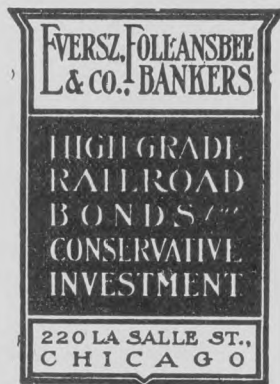 EVERSZ, FOLLANSBEE
& CO., BANKERS
HIGH GRADE
RAILROAD
BONDS for
CONSERVATIVE
INVESTMENT
220 LA SALLE ST.,
CHICAGO